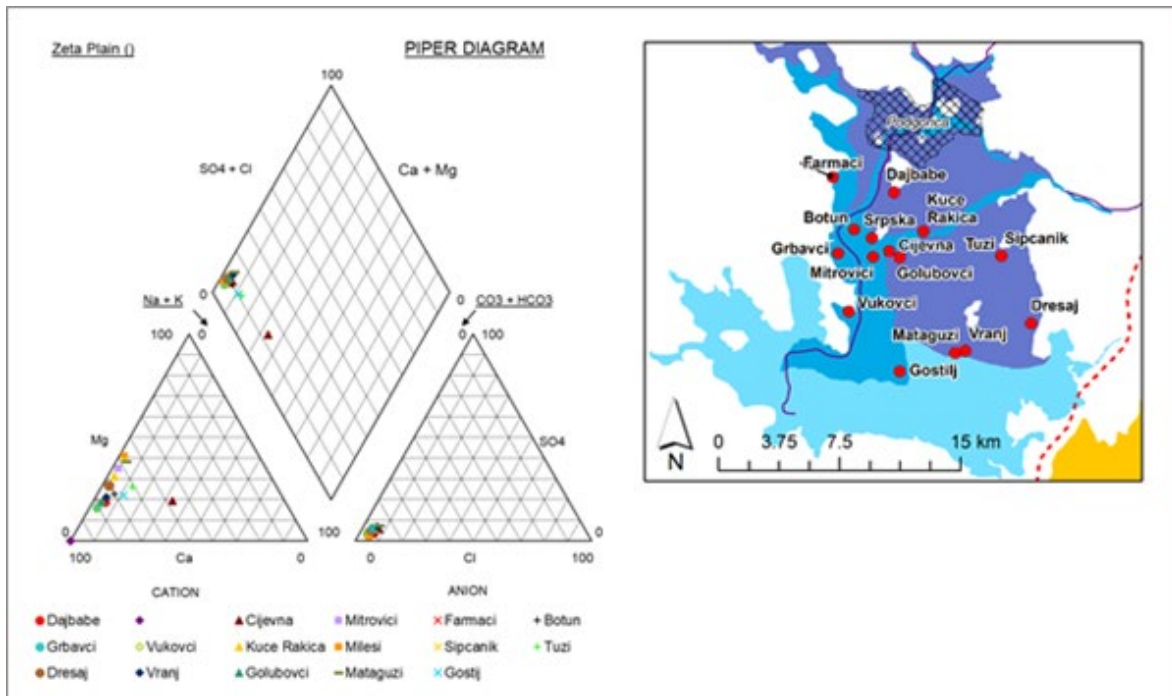 Zeta Plain ()
PIPER DIAGRAM
100
SO4 + Cl
Ca + Mg
0
0
Na + K
CO3 + HCO3
100
0
0
100
Mg
SO4
0
100
0
100
Ca
0
0
Cl
100
CATION
ANION
Dajbabe
Cijevna
Mitrovici
Farmaci
Botun
Grbavci
Vukovci
Kuce Rakica
Milesi
Sipcanik
Tuzi
Dresaj
Vranj
Golubovci
Mataguzi
Gostij
Podgorica
Farmaci
Dajbabe
Kuce
Rakica
Botun
Srpska
Grbavci
Cijevna
Tuzi
Sipcanik
Mitrovici
Golubovci
Vukovci
Dresaj
Mataguzi
Vranj
Gostilj
N
0 3.75 7.5 15 km